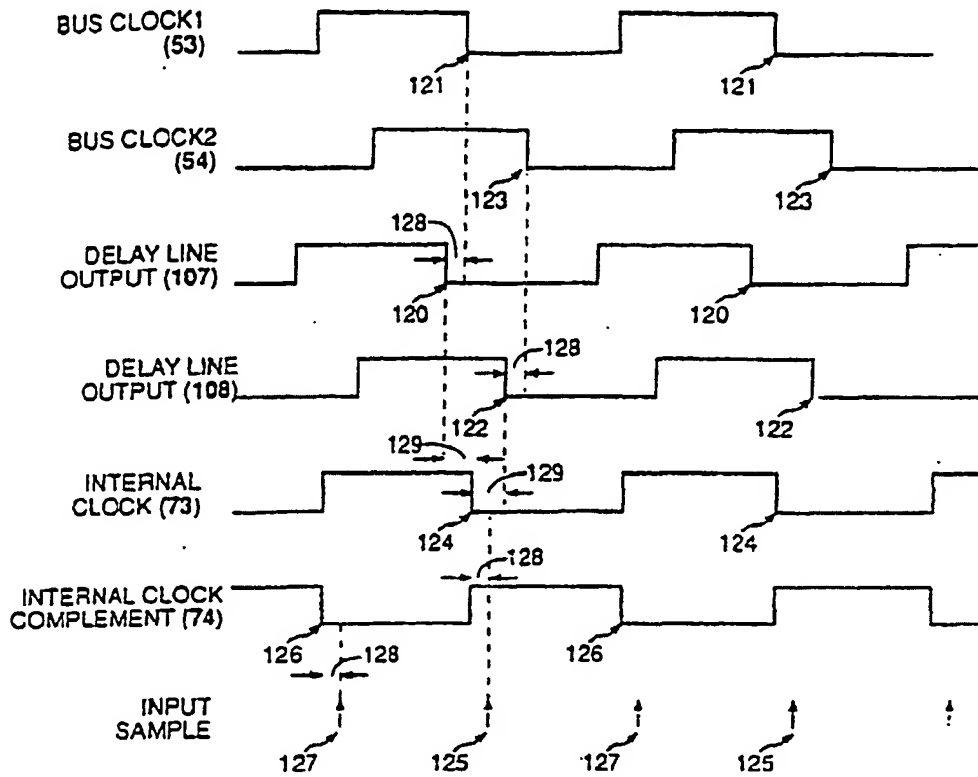 BUS CLOCK1
(53)
121
121
BUS CLOCK2
(54)
123
123
128
DELAY LINE
OUTPUT (107)
120
120
128
DELAY LINE
OUTPUT (108)
122
122
129
129
INTERNAL
CLOCK (73)
124
124
128
INTERNAL CLOCK
COMPLEMENT (74)
126
126
128
INPUT
SAMPLE
127
125
127
125